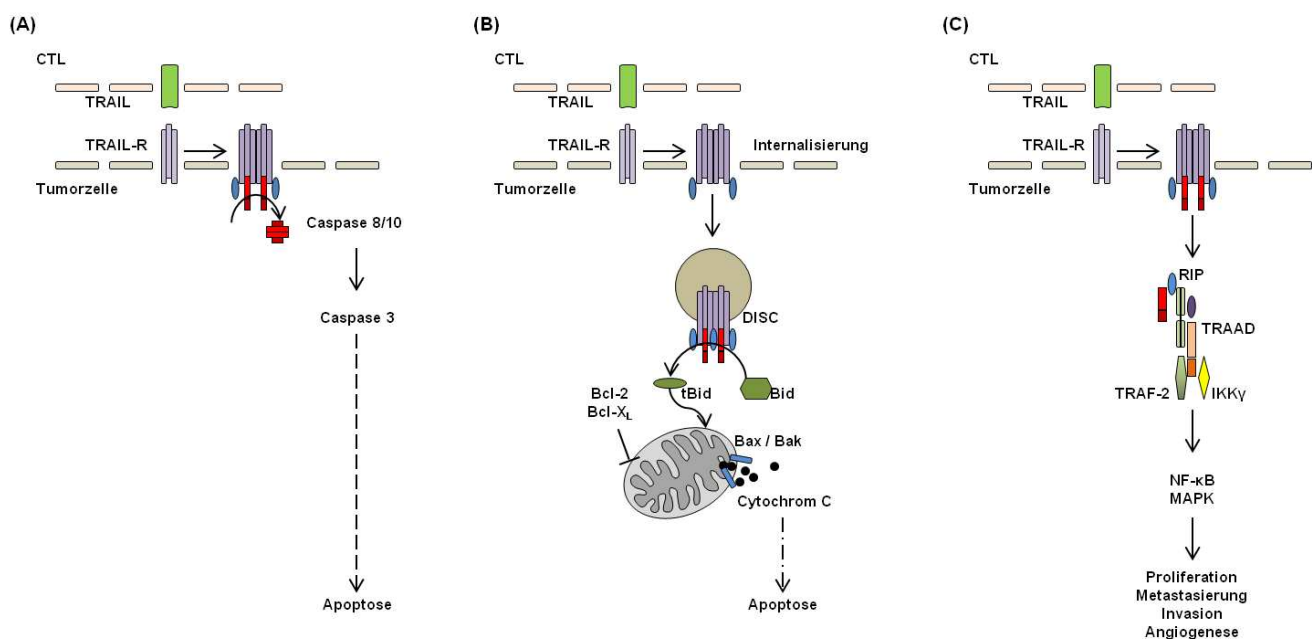 (A)
CTL
TRAIL
TRAIL-R
Tumorzelle
Caspase 8/10
Caspase 3
Apoptose
(B)
CTL
TRAIL
TRAIL-R
Internalisierung
Tumorzelle
DISC
Bcl-2
Bcl-XL
tBid
Bid
Bax / Bak
Cytochrom C
Apoptose
(C)
CTL
TRAIL
TRAIL-R
Tumorzelle
RIP
TRAAD
TRAF-2
IKKγ
NF-κB
MAPK
Proliferation
Metastasierung
Invasion
Angiogenese